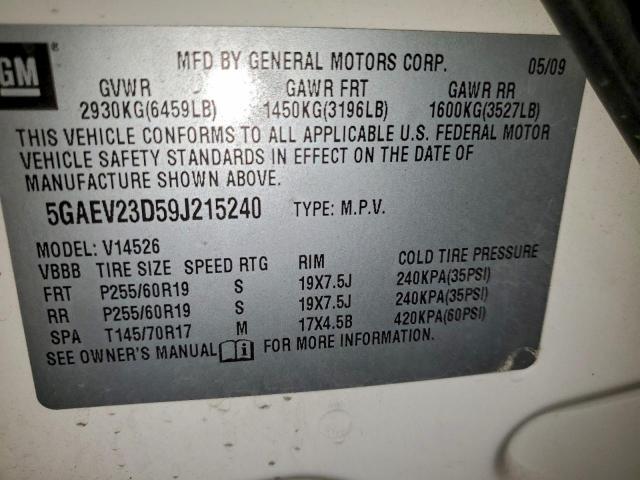 GM ®
MFD BY GENERAL MOTORS CORP. 05/09
GVWR GAWR FRT GAWR RR
2930KG(6459LB) 1450KG(3196LB) 1600KG(3527LB)
THIS VEHICLE CONFORMS TO ALL APPLICABLE U.S. FEDERAL MOTOR
VEHICLE SAFETY STANDARDS IN EFFECT ON THE DATE OF
MANUFACTURE SHOWN ABOVE.
5GAEV23D59J215240 TYPE: M.P.V.
MODEL: V14526
VBBB TIRE SIZE SPEED RTG RIM COLD TIRE PRESSURE
FRT P255/60R19 S 19X7.5J 240KPA(35PSI)
RR P255/60R19 S 19X7.5J 240KPA(35PSI)
SPA T145/70R17 M 17X4.5B 420KPA(60PSI)
SEE OWNER'S MANUAL i FOR MORE INFORMATION.